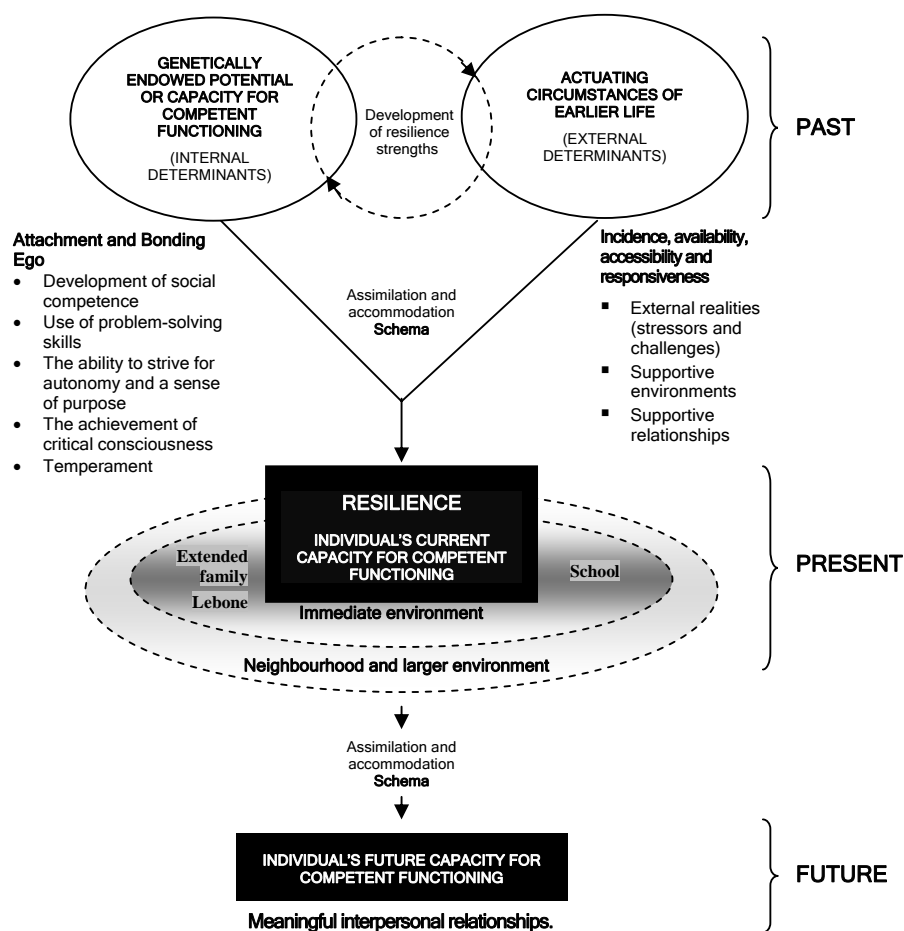 GENETICALLY
ENDOWED POTENTIAL
OR CAPACITY FOR
COMPETENT
FUNCTIONING
(INTERNAL
DETERMINANTS)
Development
of resilience
strengths
ACTUATING
CIRCUMSTANCES OF
EARLIER LIFE
(EXTERNAL
DETERMINANTS)
PAST
Attachment and Bonding
Ego
• Development of social
competence
• Use of problem-solving
skills
• The ability to strive for
autonomy and a sense
of purpose
• The achievement of
critical consciousness
• Temperament
Assimilation and
accommodation
Schema
Incidence, availability,
accessibility and
responsiveness
▪ External realities
(stressors and
challenges)
▪ Supportive
environments
▪ Supportive
relationships
RESILIENCE
INDIVIDUAL'S CURRENT
CAPACITY FOR COMPETENT
FUNCTIONING
Extended
family
Lebone
School
Immediate environment
Neighbourhood and larger environment
PRESENT
Assimilation and
accommodation
Schema
INDIVIDUAL'S FUTURE CAPACITY FOR
COMPETENT FUNCTIONING
Meaningful interpersonal relationships.
FUTURE